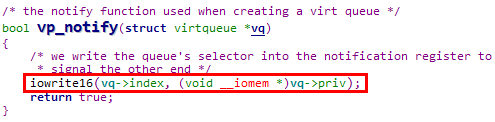 /* the notify function used when creating a virt queue */
bool vp_notify(struct virtqueue *vq)
{
/* we write the queue's selector into the notification register to
* signal the other end */
iowrite16(vq->index, (void __iomem *)vq->priv);
return true;
}